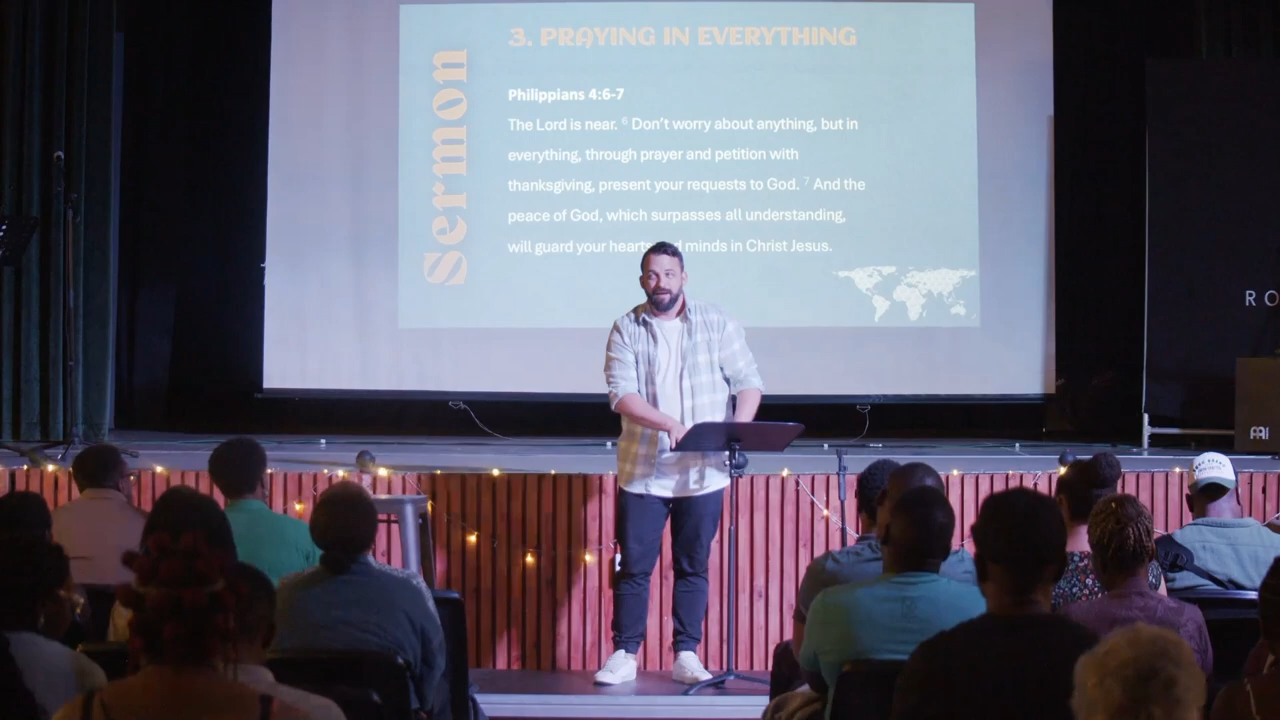 3. PRAYING IN EVERYTHING
Sermon
Philippians 4:6-7
The Lord is near. ⁶ Don't worry about anything, but in
everything, through prayer and petition with
thanksgiving, present your requests to God. ⁷ And the
peace of God, which surpasses all understanding,
will guard your hearts minds in Christ Jesus.
RO